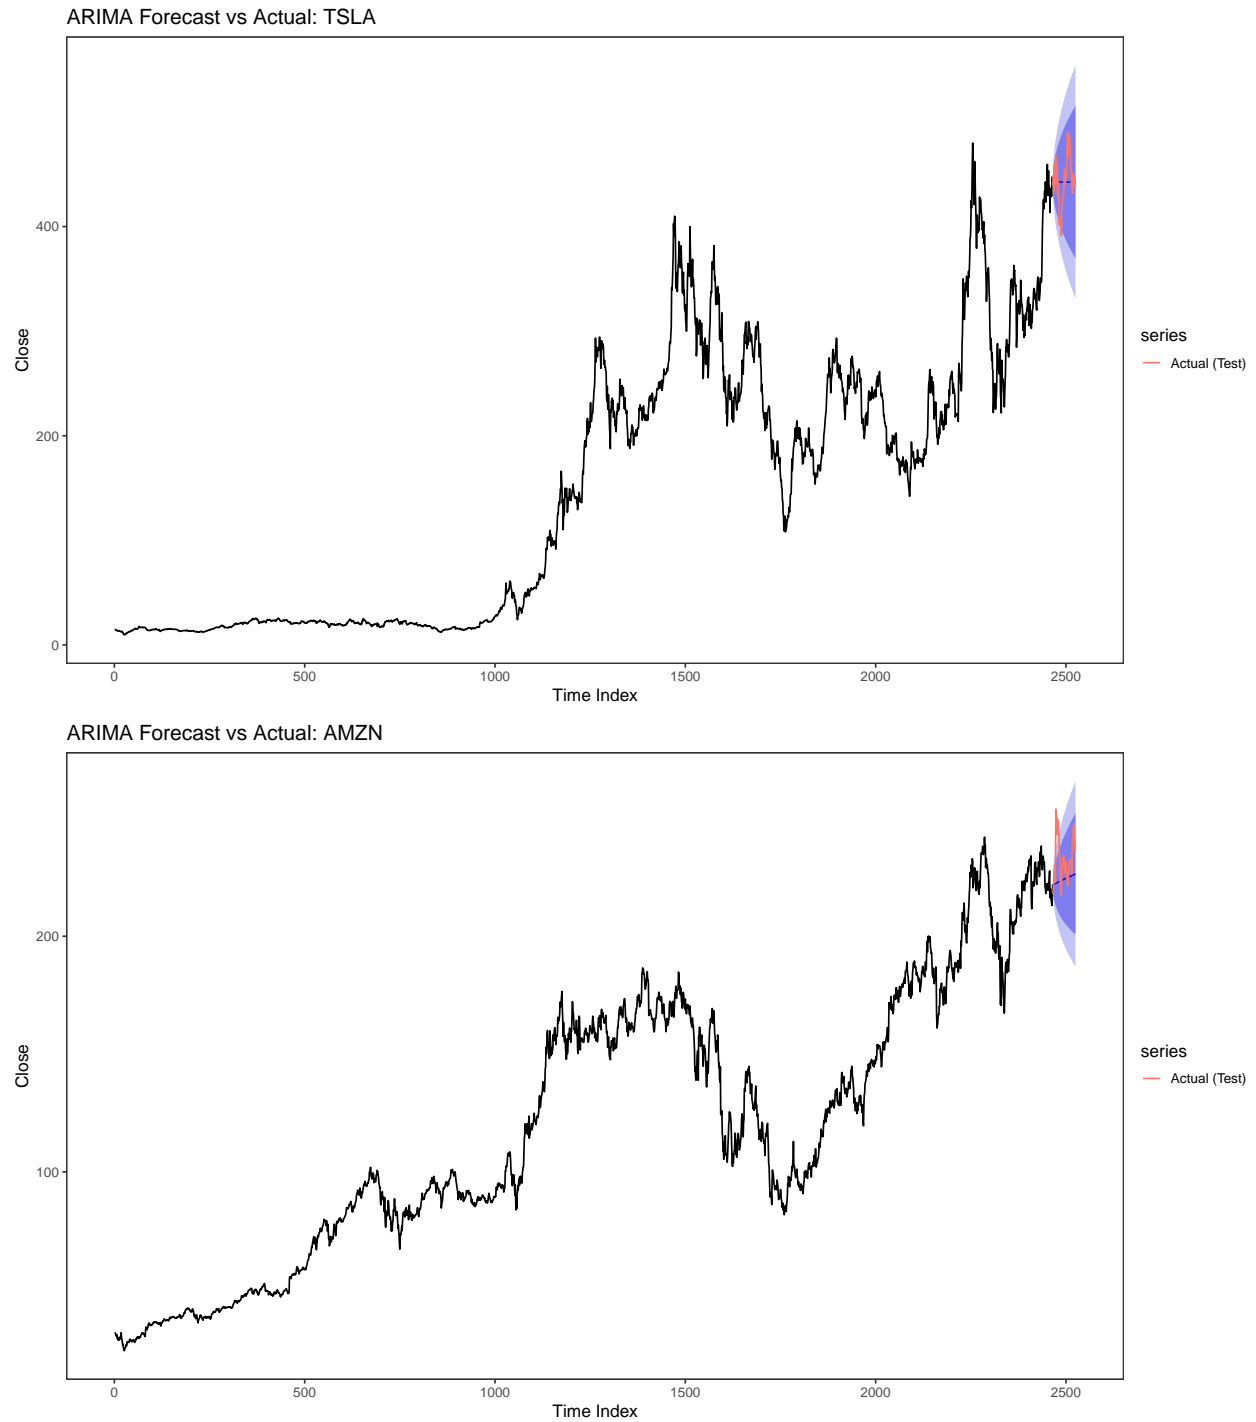 ARIMA Forecast vs Actual: TSLA
400
200
0
Close
0 500 1000 1500 2000 2500
Time Index
series
Actual (Test)
ARIMA Forecast vs Actual: AMZN
200
100
Close
0 500 1000 1500 2000 2500
Time Index
series
Actual (Test)